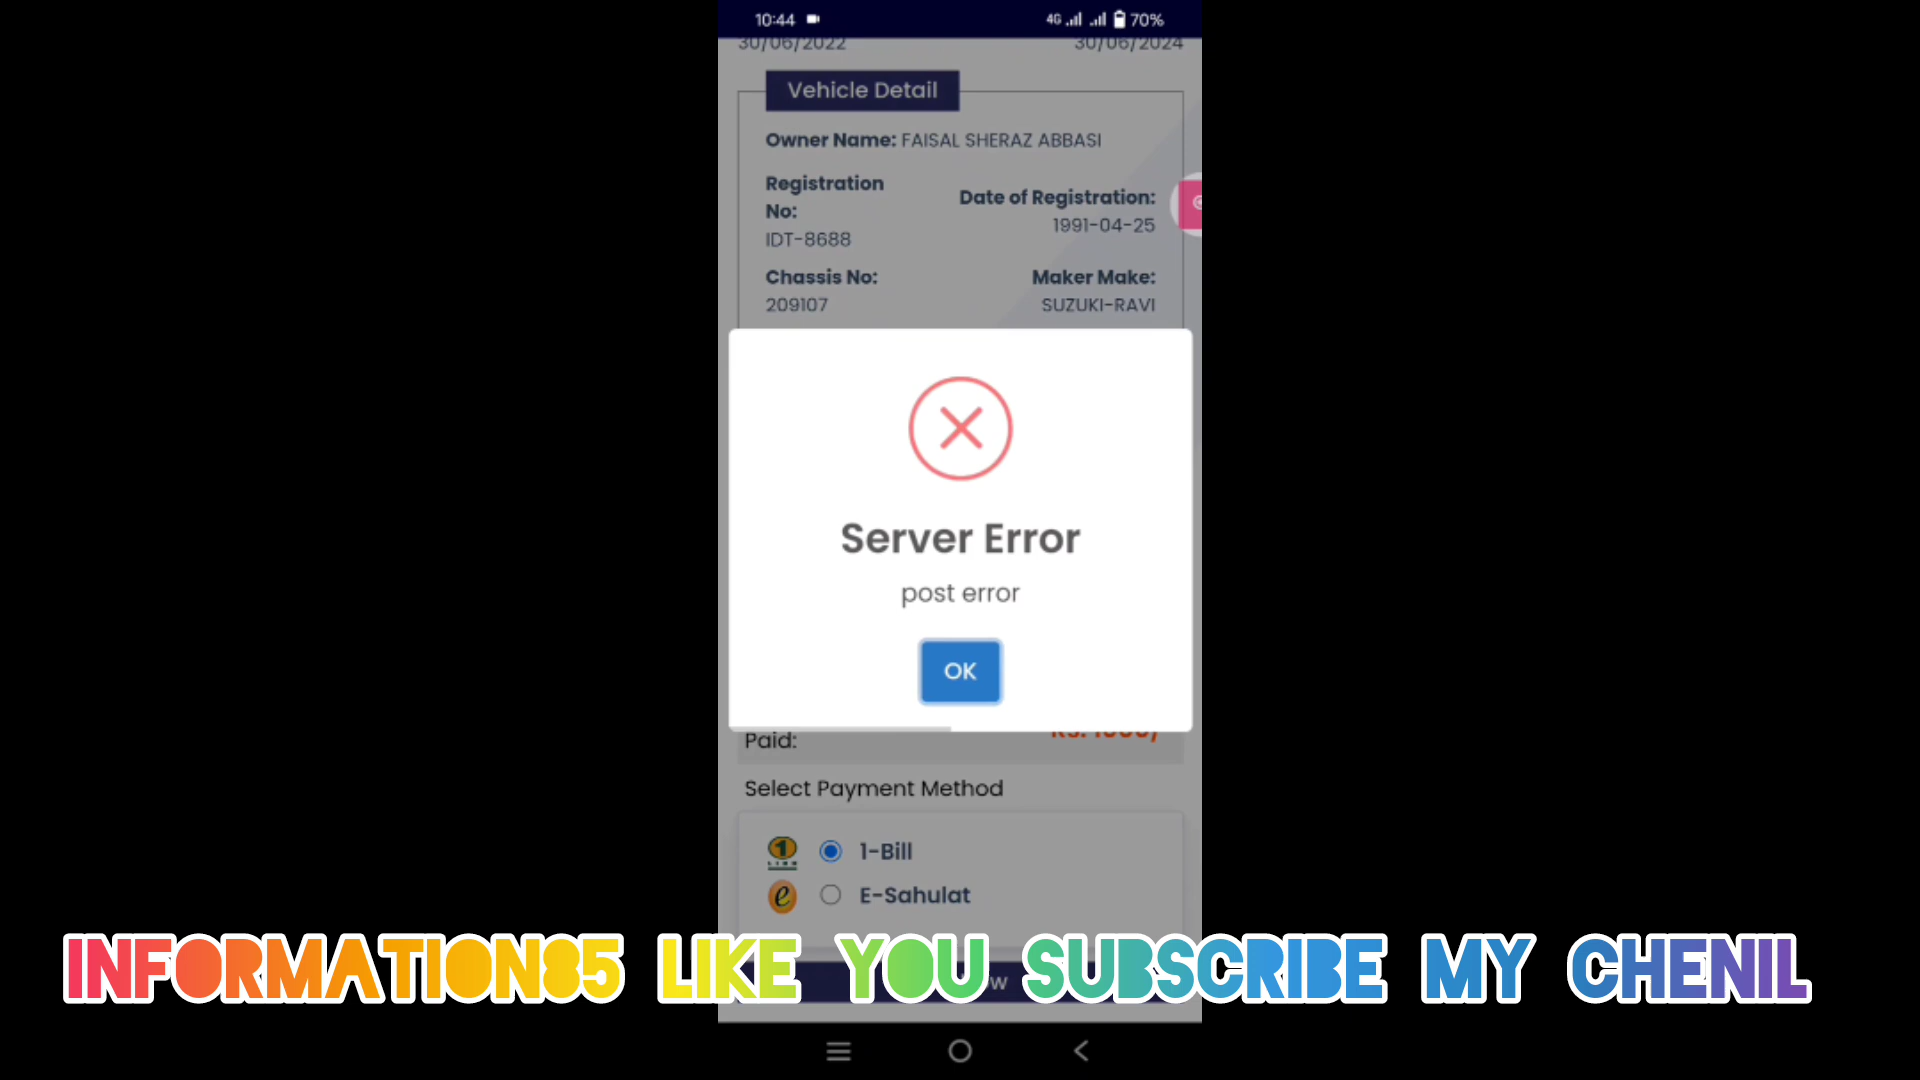 10:44
4G 70%
30/06/2022 30/06/2024
Vehicle Detail
Owner Name: FAISAL SHERAZ ABBASI
Registration No:
IDT-8688
Date of Registration:
1991-04-25
Chassis No:
209107
Maker Make:
SUZUKI-RAVI
Server Error
post error
OK
Paid:
Select Payment Method
1-Bill
E-Sahulat
INFORMATION85 LIKE YOU SUBSCRIBE MY CHENIL